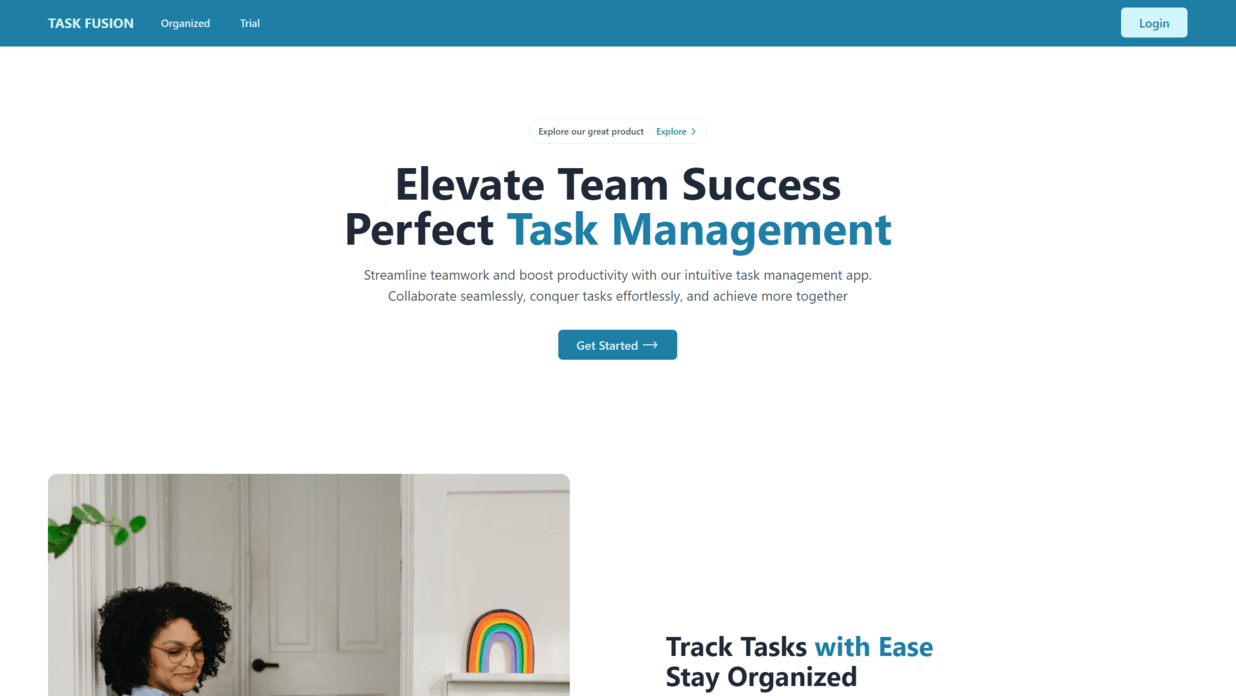 TASK FUSION
Organized
Trial
Login
Explore our great product
Explore
Elevate Team Success
Perfect Task Management
Streamline teamwork and boost productivity with our intuitive task management app.
Collaborate seamlessly, conquer tasks effortlessly, and achieve more together
Get Started
Track Tasks with Ease
Stay Organized